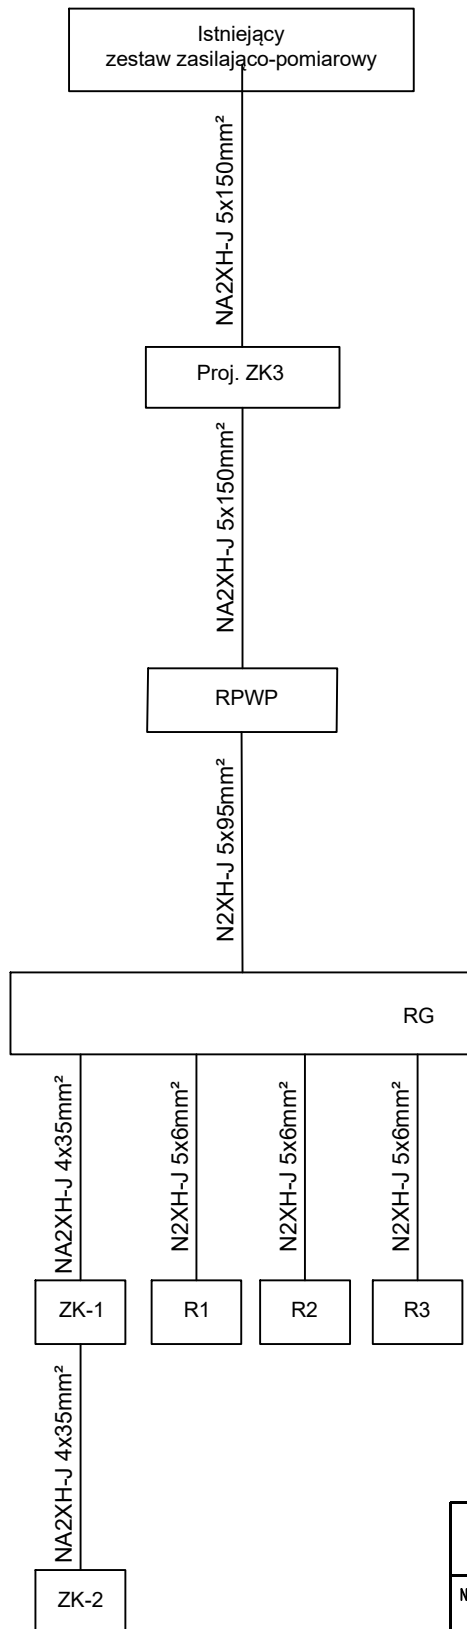 Istniejący
zestaw zasilająco-pomiarowy
NA2XH-J 5x150mm²
Proj. ZK3
NA2XH-J 5x150mm²
RPWP
N2XH-J 5x95mm²
RG
NA2XH-J 4x35mm²
N2XH-J 5x6mm²
N2XH-J 5x6mm²
N2XH-J 5x6mm²
ZK-1
R1
R2
R3
NA2XH-J 4x35mm²
ZK-2
N